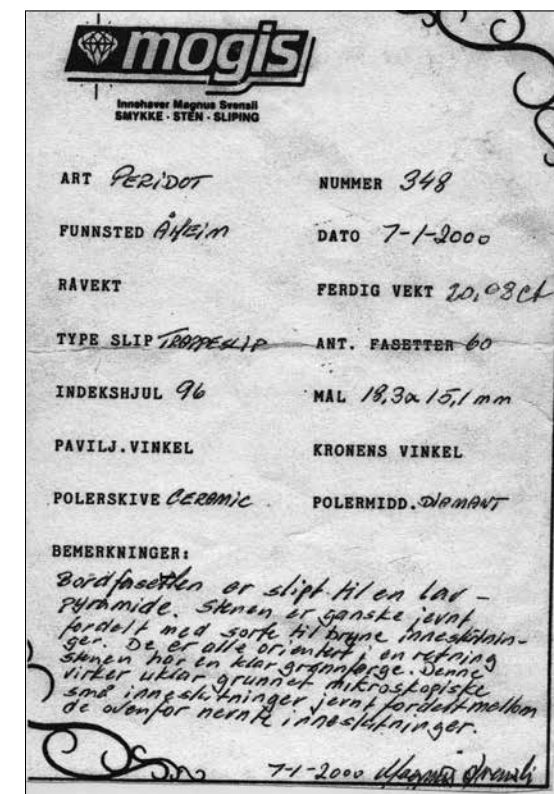 mogis
Innehaver Magnus Svensli
SMYKKE - STEN - SLIPING
ART PERIDOT
NUMMER 348
FUNNSTED ÅHEIM
DATO 7-1-2000
RÅVEKT
FERDIG VEKT 20,08 ct
TYPE SLIP TRAPPESLIP
ANT. FASETTER 60
INDEKSHJUL 96
MÅL 18,3 x 15,1 mm
PAVILJ.VINKEL
KRONENS VINKEL
POLERSKIVE CERAMIC
POLERMIDD. DIAMANT
BEMERKNINGER:
Bordfasetten er slipt til en lav -
pyramide. Stenen er ganske jevnt
fordelt med sorte til brune inneslutnin-
ger. De er alle orientert i en retning
stenen har en klar grønnfarge. Denne
virker uklar grunnet mikroskopiske
små inneslutninger jevnt fordelt mellom
de ovenfor nevnte inneslutninger.
7-1-2000 Magnus Svensli